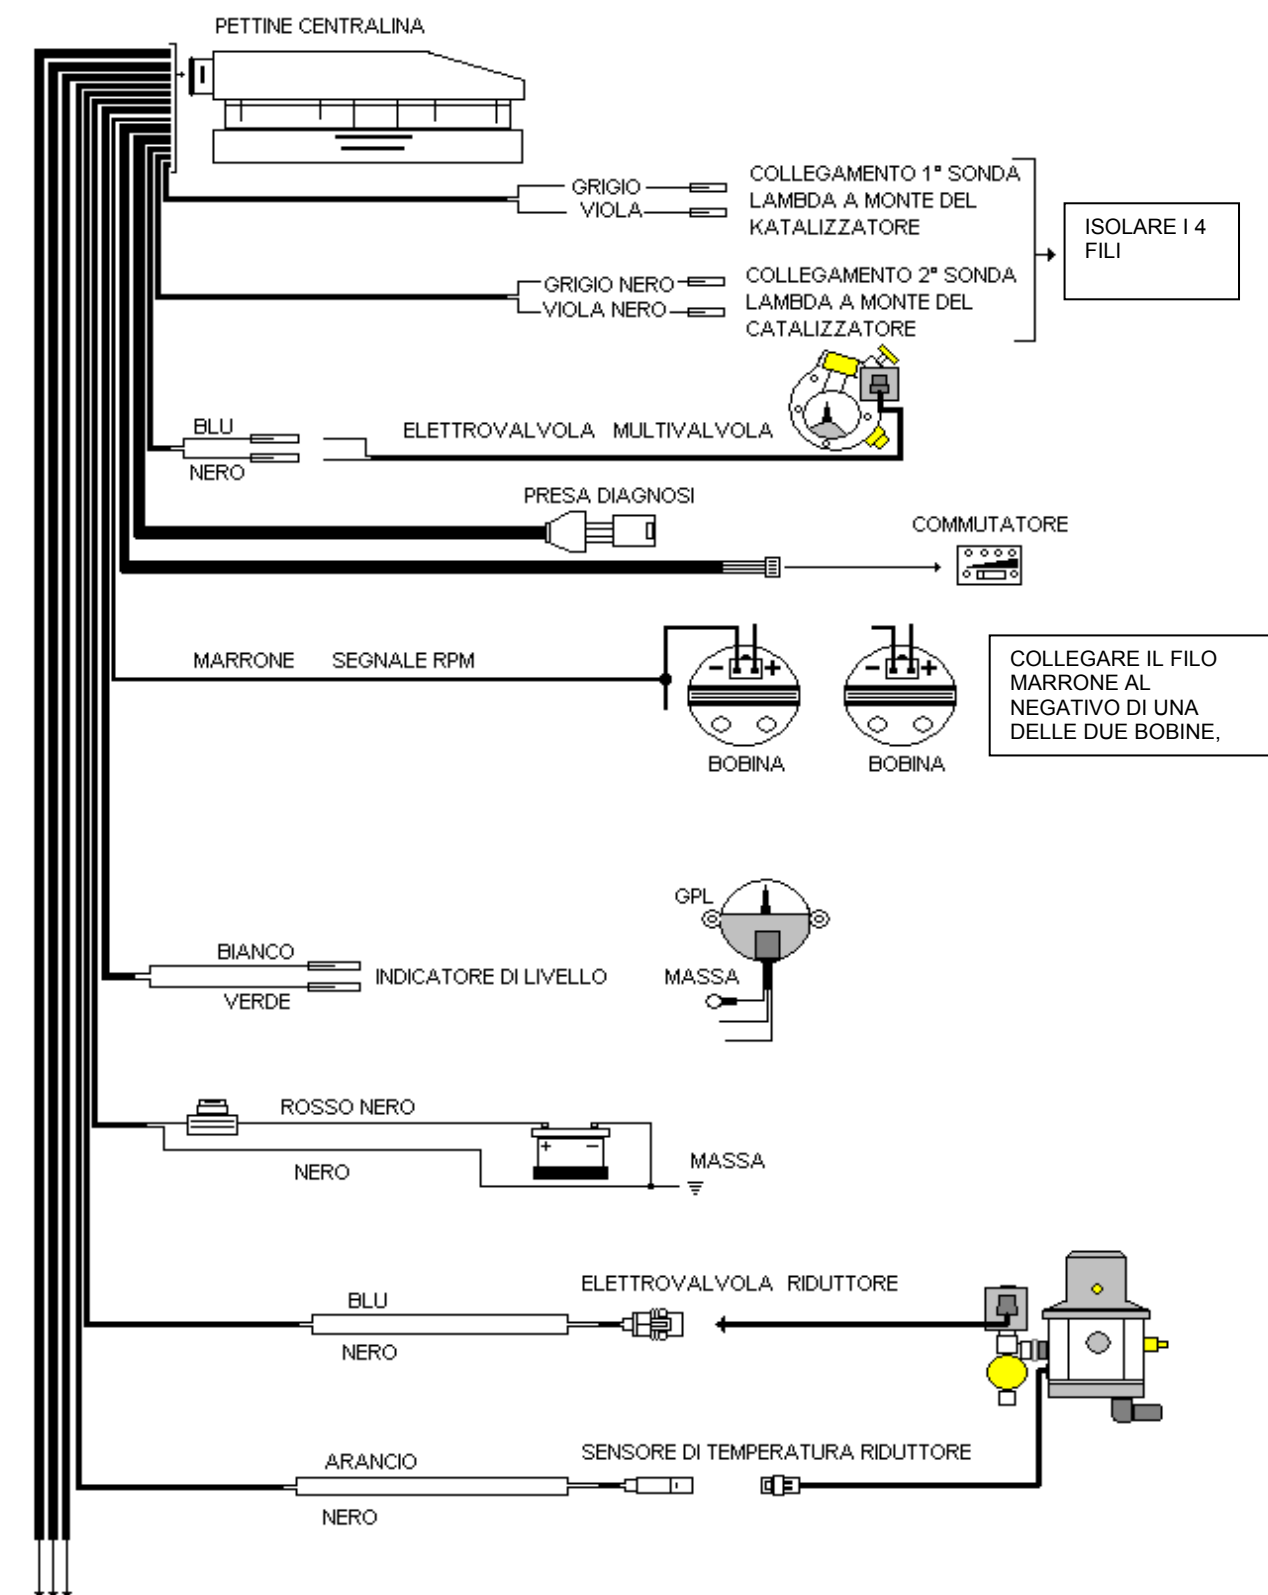 PETTINE CENTRALINA
GRIGIO
VIOLA
COLLEGAMENTO 1ª SONDA
LAMBDA A MONTE DEL
KATALIZZATORE
ISOLARE I 4
FILI
GRIGIO NERO
VIOLA NERO
COLLEGAMENTO 2ª SONDA
LAMBDA A MONTE DEL
CATALIZZATORE
BLU
NERO
ELETTROVALVOLA MULTIVALVOLA
PRESA DIAGNOSI
COMMUTATORE
MARRONE SEGNALE RPM
- +
- +
BOBINA
BOBINA
COLLEGARE IL FILO
MARRONE AL
NEGATIVO DI UNA
DELLE DUE BOBINE,
GPL
BIANCO
VERDE
INDICATORE DI LIVELLO
MASSA
ROSSO NERO
NERO
+ -
MASSA
ELETTROVALVOLA RIDUTTORE
BLU
NERO
SENSORE DI TEMPERATURA RIDUTTORE
ARANCIO
NERO